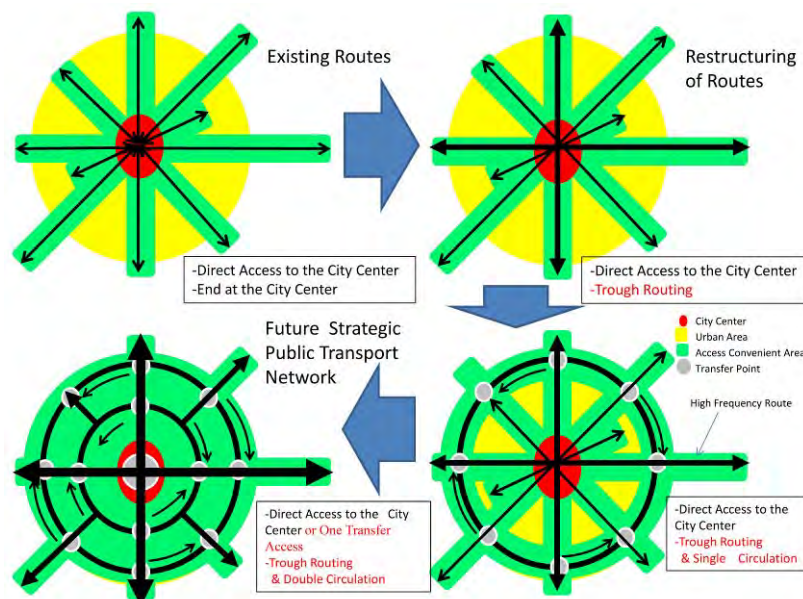 Existing Routes
Restructuring
of Routes
-Direct Access to the City Center
-End at the City Center
-Direct Access to the City Center
-Trough Routing
Future Strategic
Public Transport
Network
City Center
Urban Area
Access Convenient Area
Transfer Point
High Frequency Route
-Direct Access to the City
Center or One Transfer
Access
-Trough Routing
& Double Circulation
-Direct Access to the
City Center
-Trough Routing
& Single Circulation